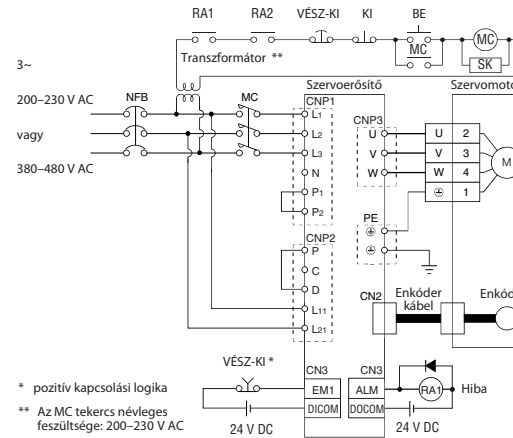 RA1 RA2 VÉSZ-KI KI BE
MC
MC
SK
Transzformátor **
3~
200–230 V AC
vagy
380–480 V AC
NFB
MC
Szervoerősítő
Szervomoto
CNP1
L1
L2
L3
N
P1
P2
CNP2
P
C
D
L11
L21
CNP3
U
V
W
U 2
V 3
W 4
1
M
PE
CN2
Enkóder
kábel
Enkód
VÉSZ-KI *
CN3
EM1
DICOM
24 V DC
CN3
ALM
DOCOM
RA1
Hiba
24 V DC
* pozitív kapcsolási logika
** Az MC tekercs névleges
feszültsége: 200–230 V AC